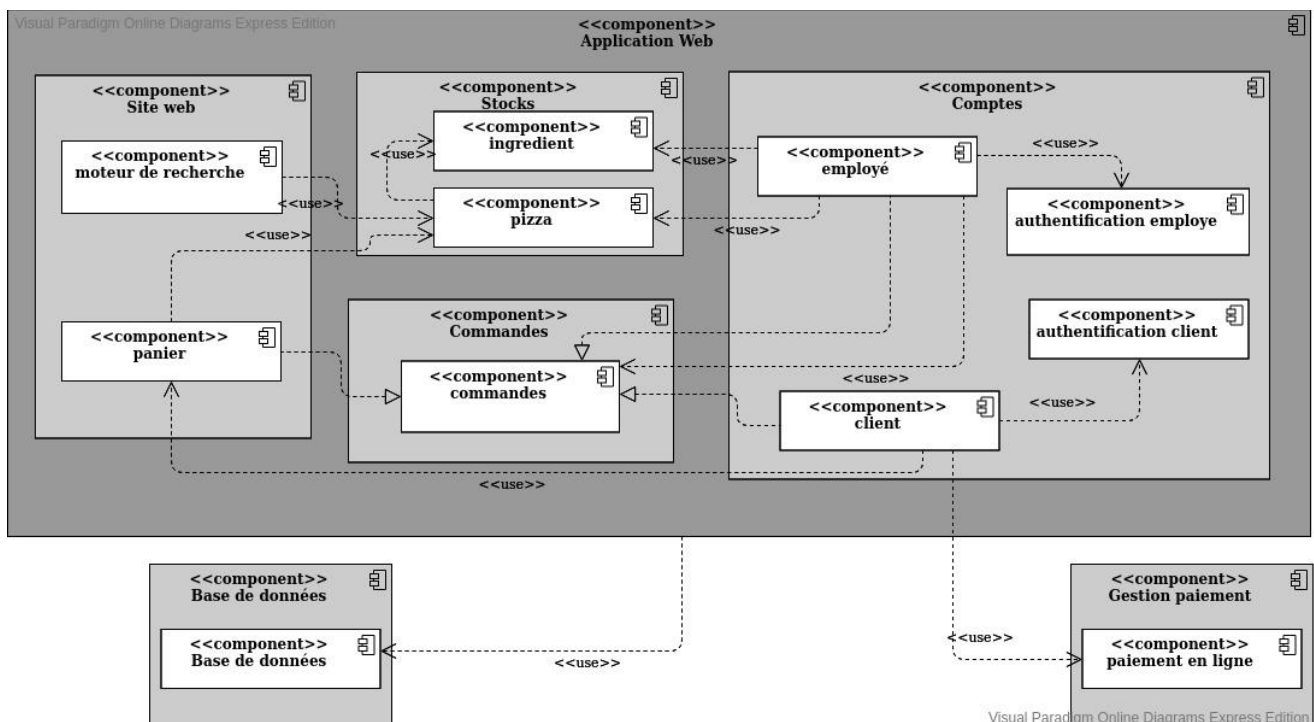 Visual Paradigm Online Diagrams Express Edition
<<component>>
Application Web
<<component>>
Site web
<<component>>
moteur de recherche
<<use>>
<<use>>
<<component>>
panier
<<component>>
Stocks
<<component>>
ingredient
<<use>>
<<component>>
pizza
<<component>>
Commandes
<<component>>
commandes
<<component>>
Comptes
<<component>>
employé
<<use>>
<<use>>
<<use>>
<<component>>
authentification employe
<<component>>
authentification client
<<use>>
<<component>>
client
<<use>>
<<use>>
<<component>>
Base de données
<<component>>
Base de données
<<use>>
<<component>>
Gestion paiement
<<use>>
<<component>>
paiement en ligne
Visual Paradigm Online Diagrams Express Edition